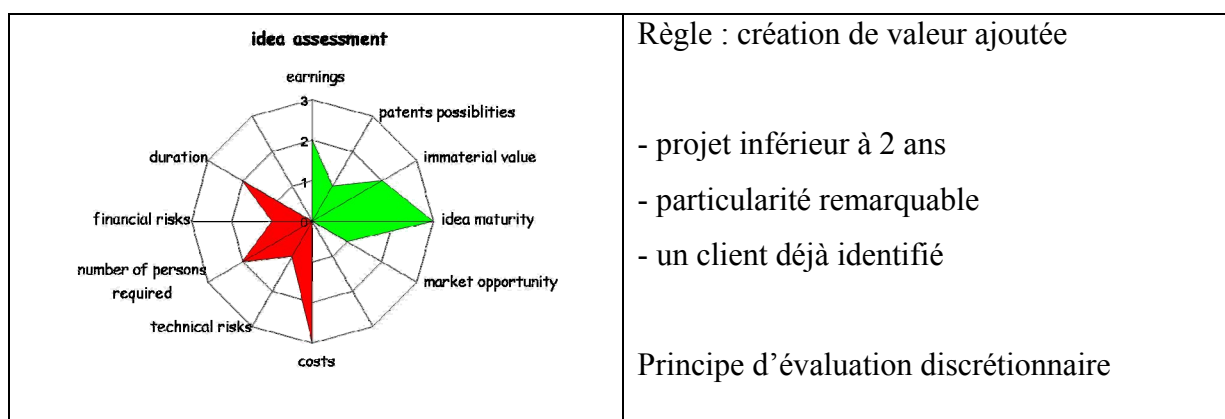 idea assessment
earnings
patents possiblities
immaterial value
idea maturity
market opportunity
costs
technical risks
number of persons
required
financial risks
duration
3
2
1
0
Règle : création de valeur ajoutée
- projet inférieur à 2 ans
- particularité remarquable
- un client déjà identifié
Principe d’évaluation discrétionnaire